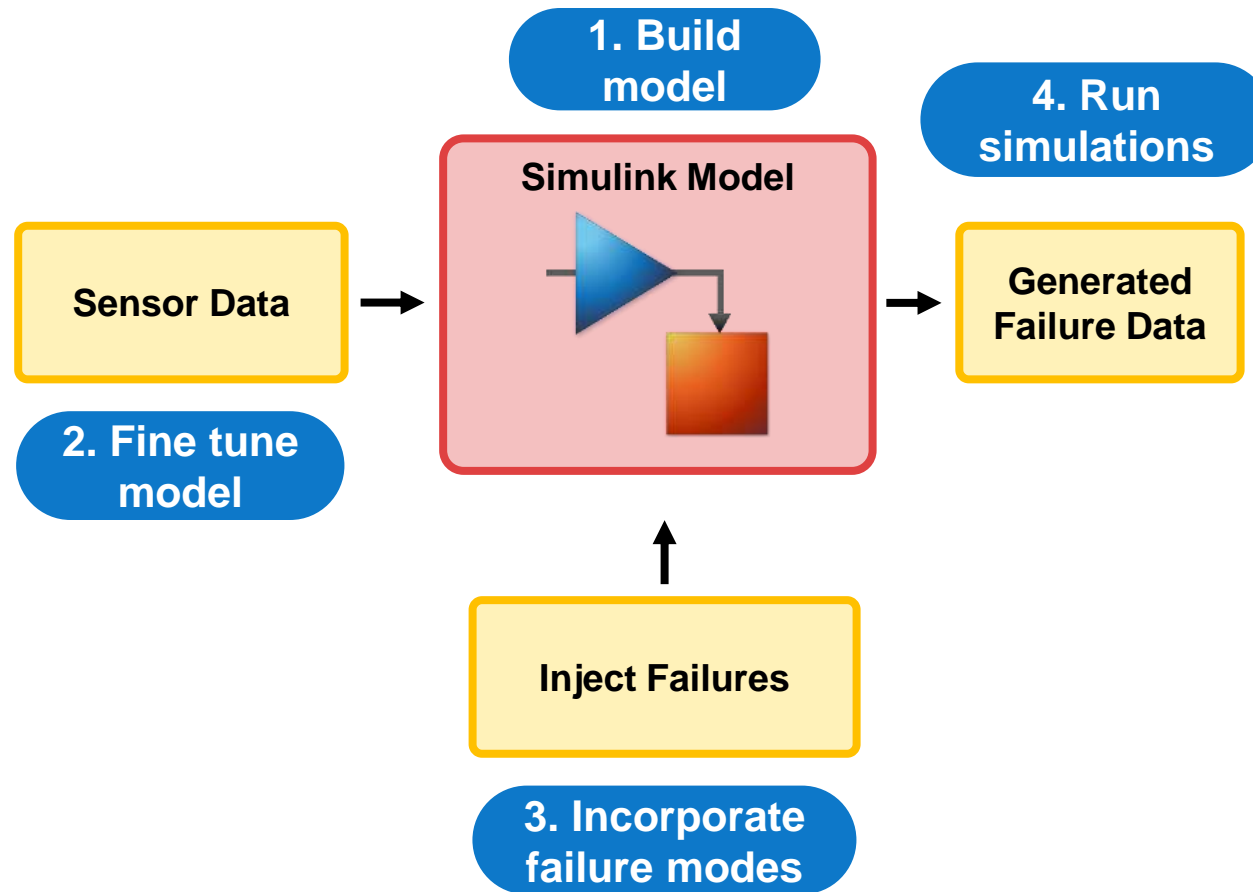 1. Build
model
4. Run
simulations
Simulink Model
Sensor Data
Generated
Failure Data
2. Fine tune
model
Inject Failures
3. Incorporate
failure modes